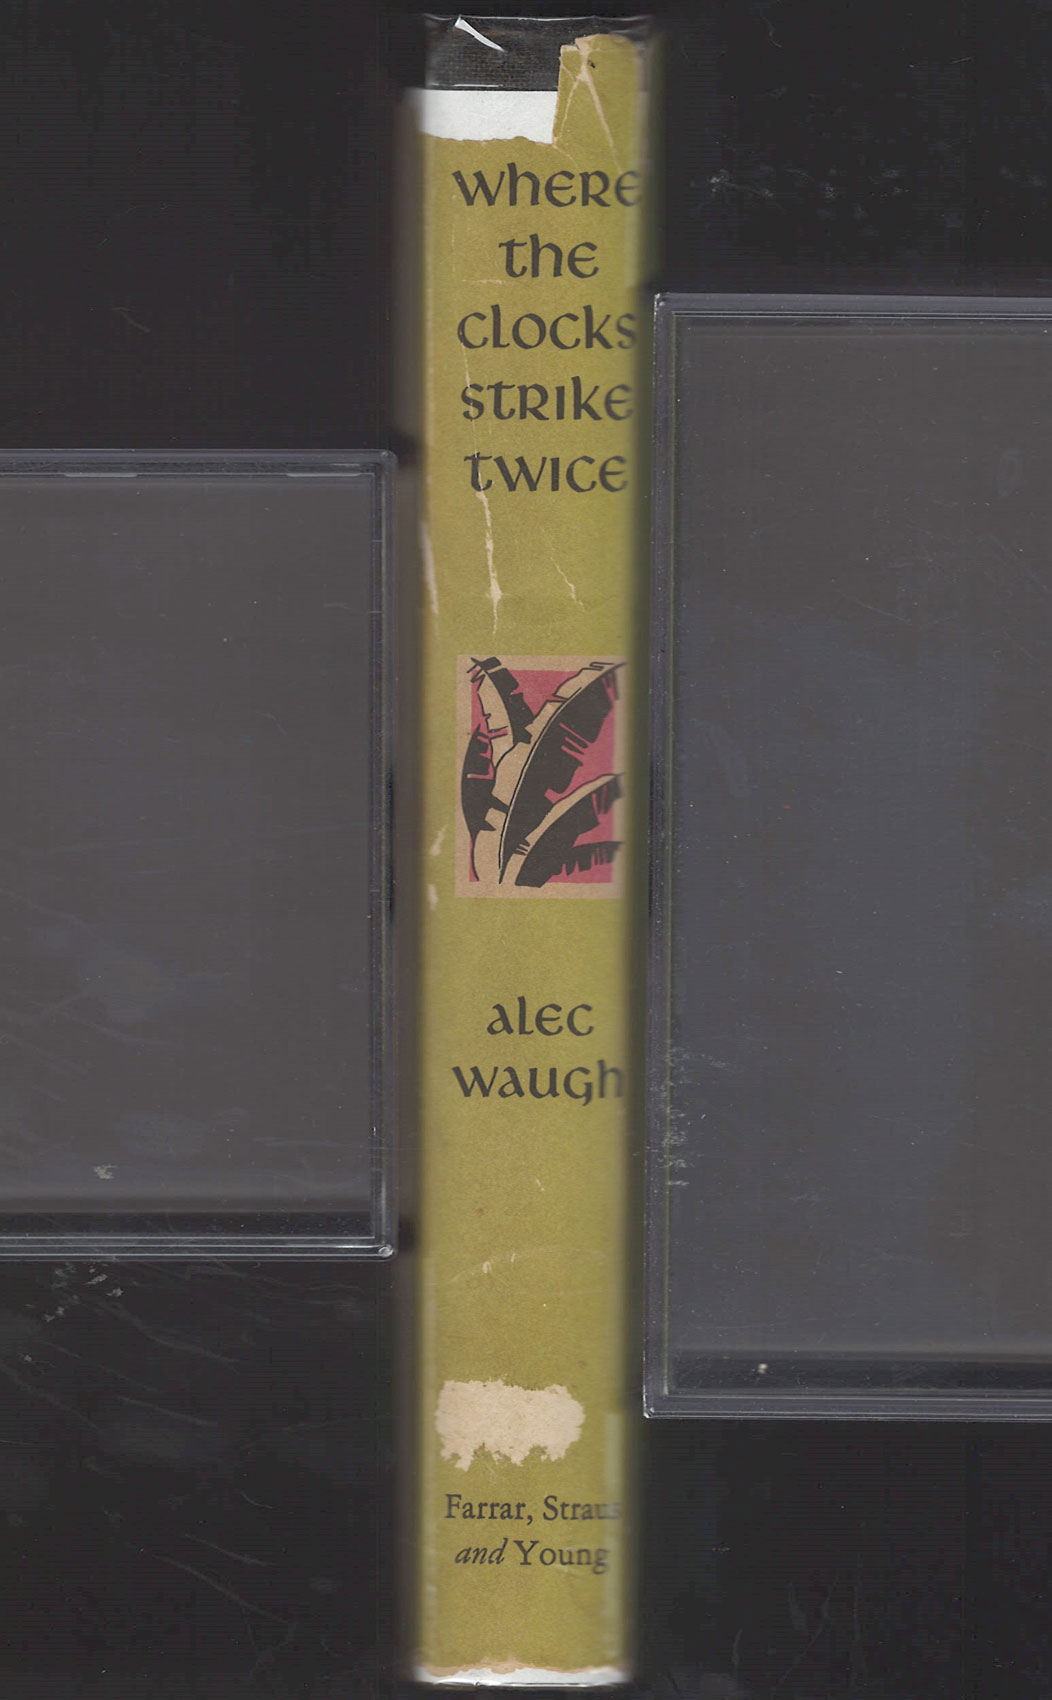 where
the
clocks
strike
twice
alec
waugh
Farrar, Straus
and Young